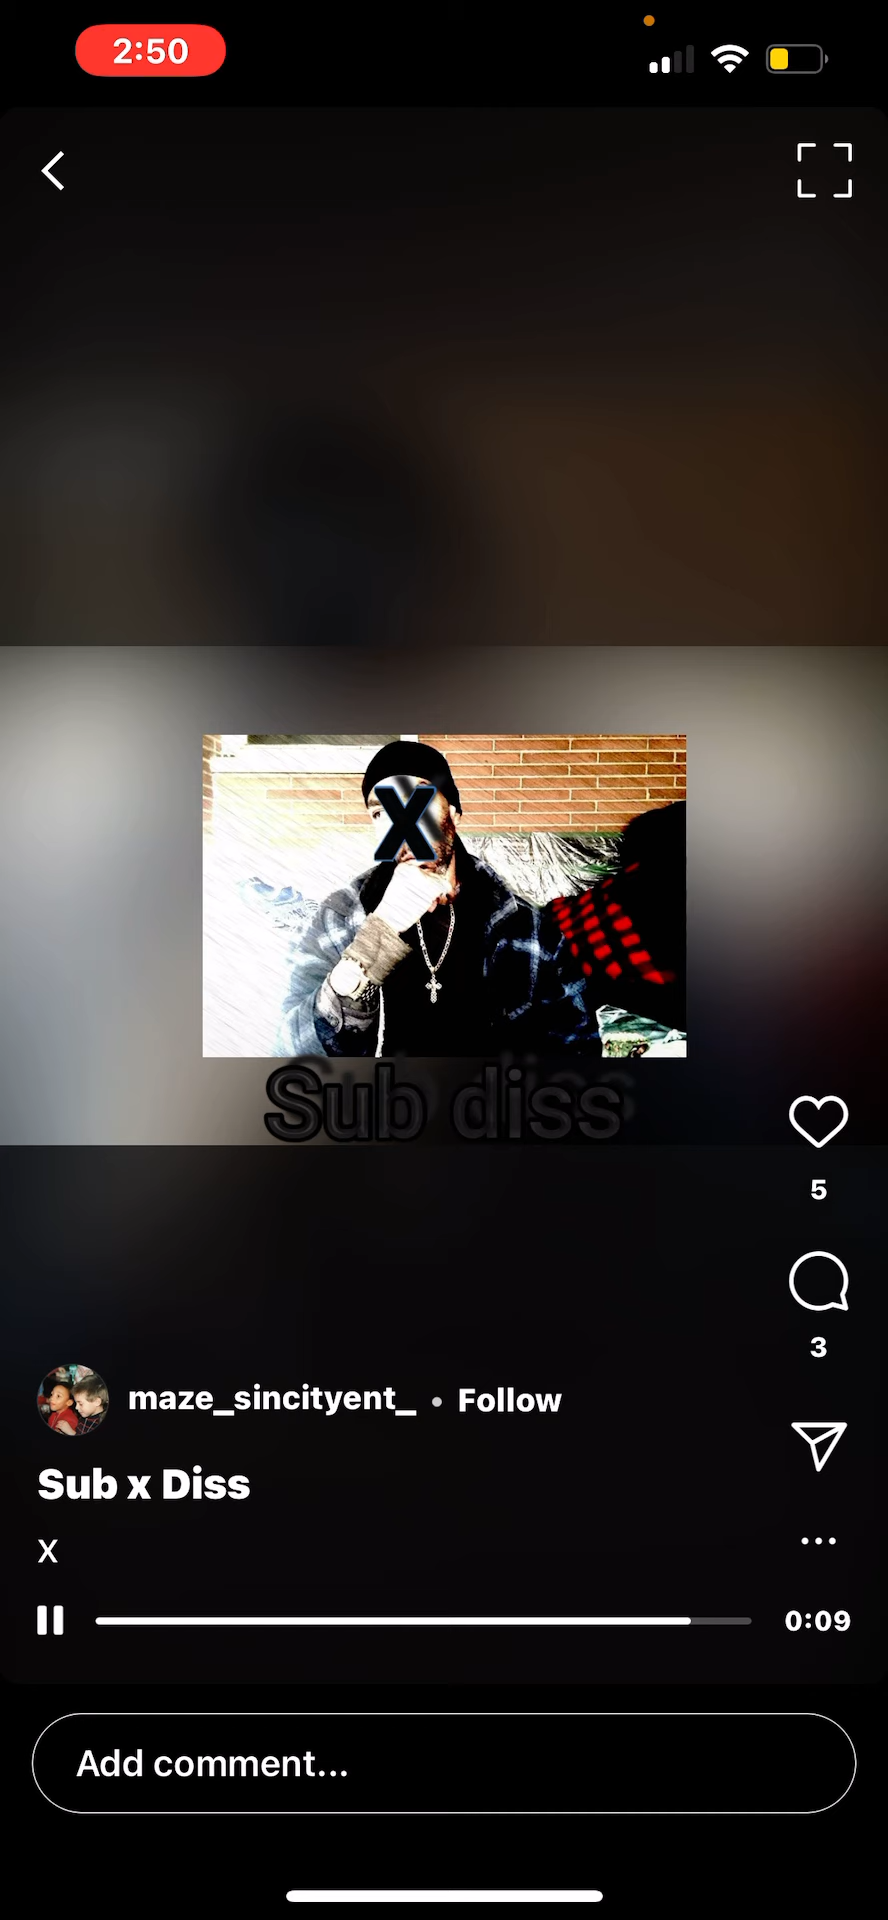 2:50
X
Sub diss
5
3
maze_sincityent_ • Follow
Sub x Diss
X
0:09
Add comment...